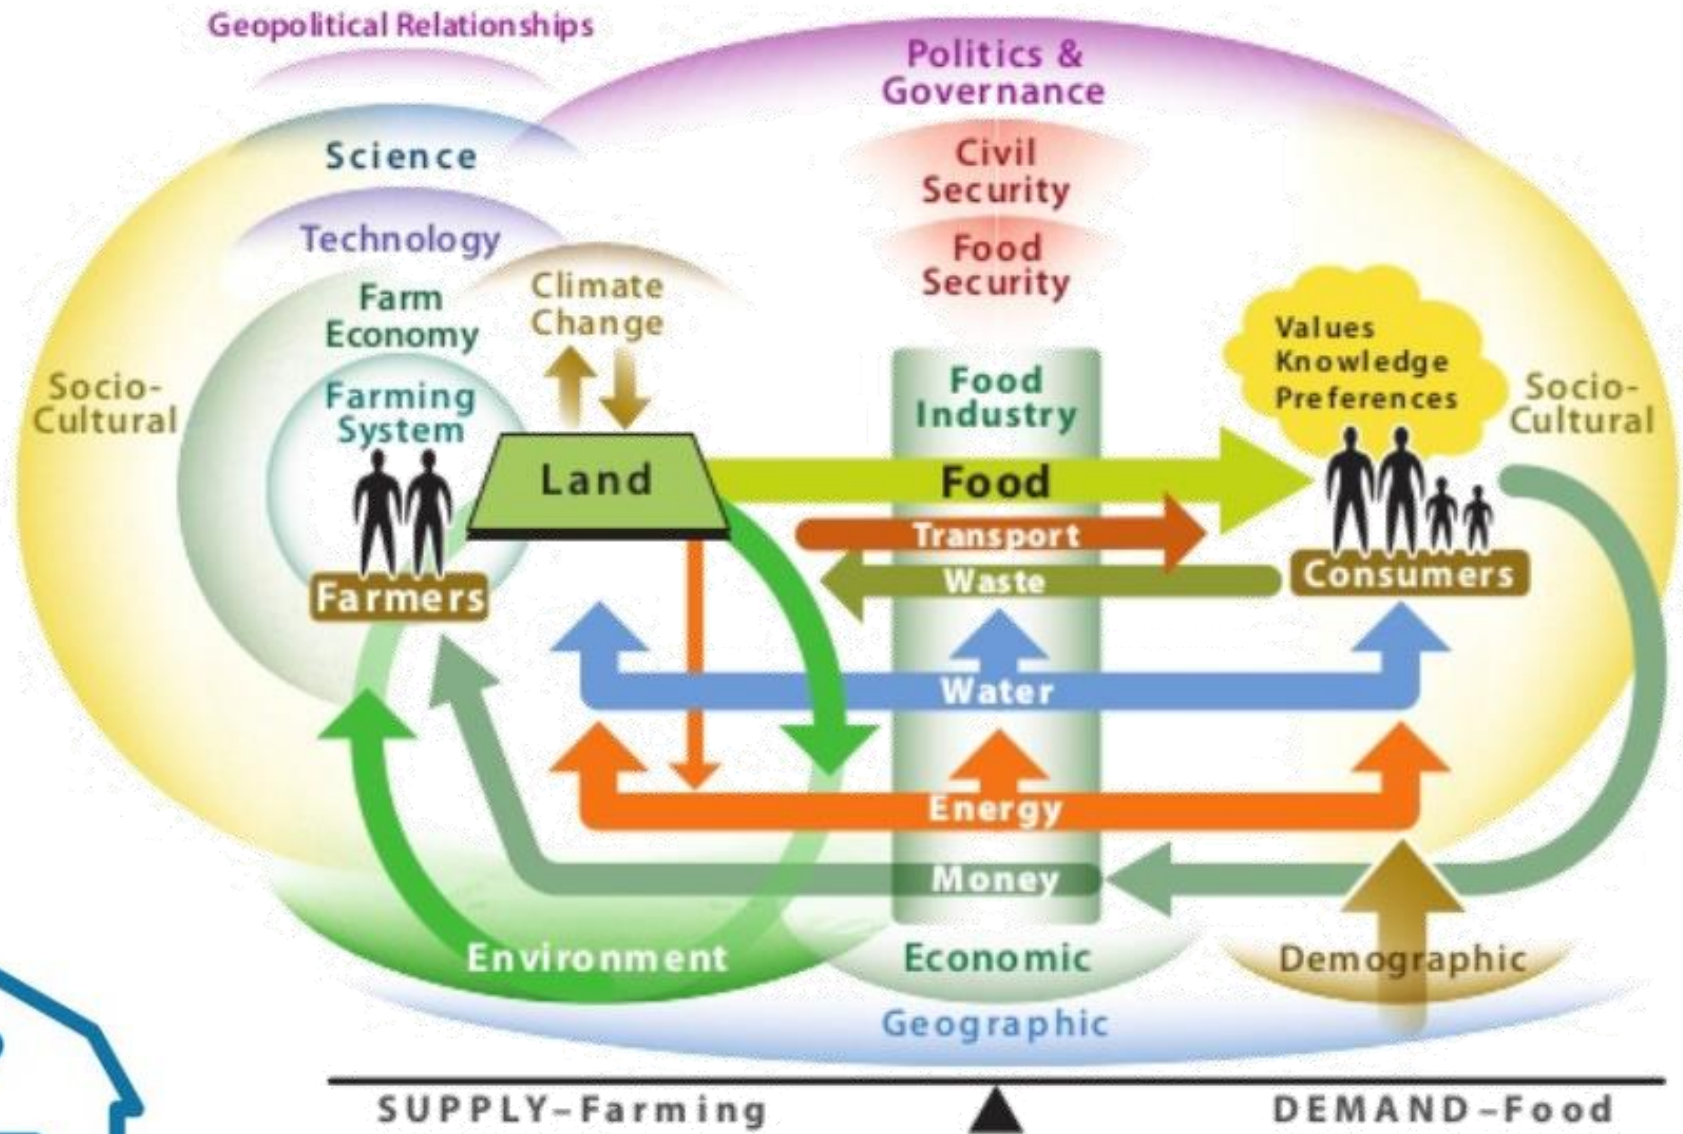 Geopolitical Relationships
Politics &
Governance
Science
Civil
Security
Technology
Food
Security
Farm
Economy
Climate
Change
Values
Knowledge
Preferences
Socio-
Cultural
Farming
System
Food
Industry
Socio-
Cultural
Land
Food
Transport
Waste
Farmers
Consumers
Water
Energy
Money
Environment
Economic
Demographic
Geographic
SUPPLY–Farming
DEMAND–Food